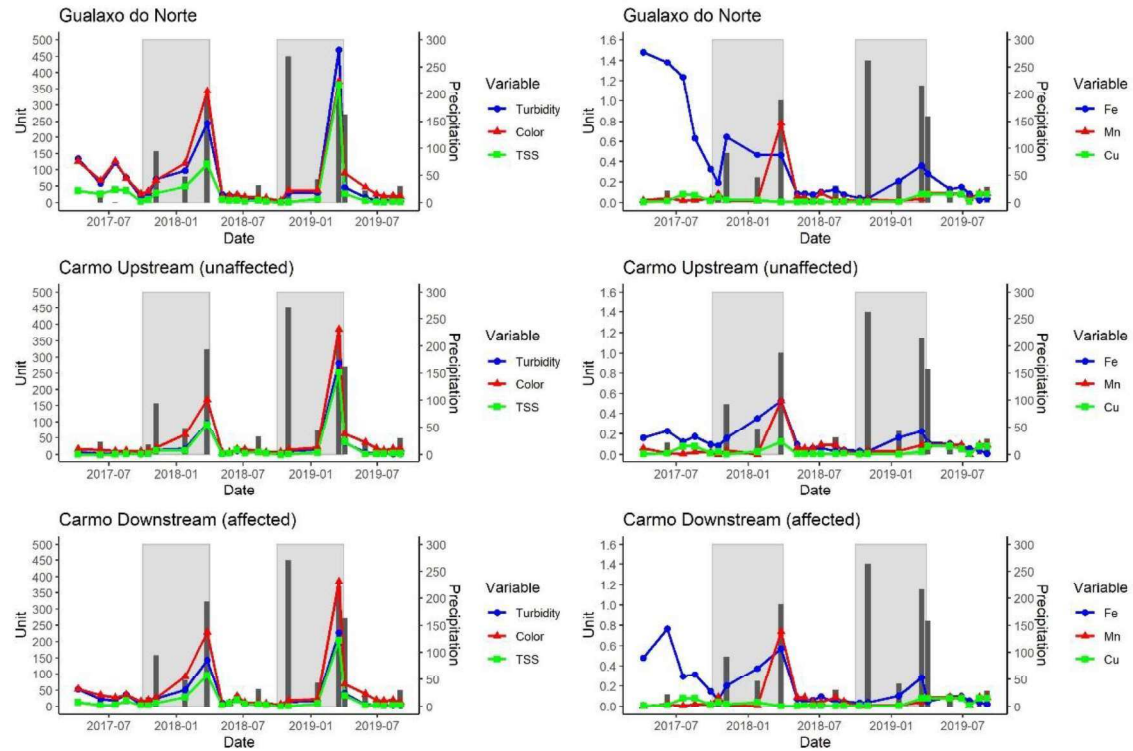 Gualaxo do Norte
500
450
400
350
300
250
200
150
100
50
0
Unit
300
250
200
150
100
50
0
Precipitation
2017-07 2018-01 2018-07 2019-01 2019-07
Date
Variable
Turbidity
Color
TSS
Gualaxo do Norte
1.6
1.4
1.2
1.0
0.8
0.6
0.4
0.2
0.0
Unit
300
250
200
150
100
50
0
Precipitation
2017-07 2018-01 2018-07 2019-01 2019-07
Date
Variable
Fe
Mn
Cu
Carmo Upstream (unaffected)
500
450
400
350
300
250
200
150
100
50
0
Unit
300
250
200
150
100
50
0
Precipitation
2017-07 2018-01 2018-07 2019-01 2019-07
Date
Variable
Turbidity
Color
TSS
Carmo Upstream (unaffected)
1.6
1.4
1.2
1.0
0.8
0.6
0.4
0.2
0.0
Unit
300
250
200
150
100
50
0
Precipitation
2017-07 2018-01 2018-07 2019-01 2019-07
Date
Variable
Fe
Mn
Cu
Carmo Downstream (affected)
500
450
400
350
300
250
200
150
100
50
0
Unit
300
250
200
150
100
50
0
Precipitation
2017-07 2018-01 2018-07 2019-01 2019-07
Date
Variable
Turbidity
Color
TSS
Carmo Downstream (affected)
1.6
1.4
1.2
1.0
0.8
0.6
0.4
0.2
0.0
Unit
300
250
200
150
100
50
0
Precipitation
2017-07 2018-01 2018-07 2019-01 2019-07
Date
Variable
Fe
Mn
Cu